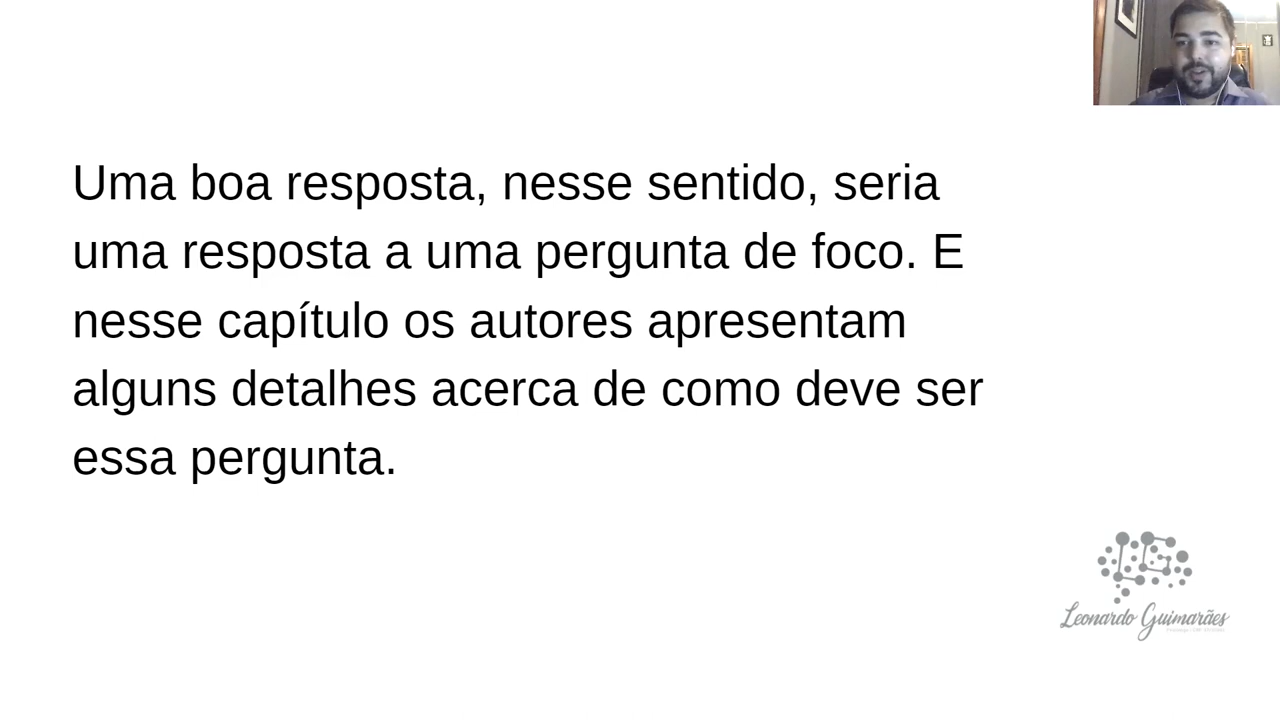 Uma boa resposta, nesse sentido, seria
uma resposta a uma pergunta de foco. E
nesse capítulo os autores apresentam
alguns detalhes acerca de como deve ser
essa pergunta.
Leonardo Guimarães